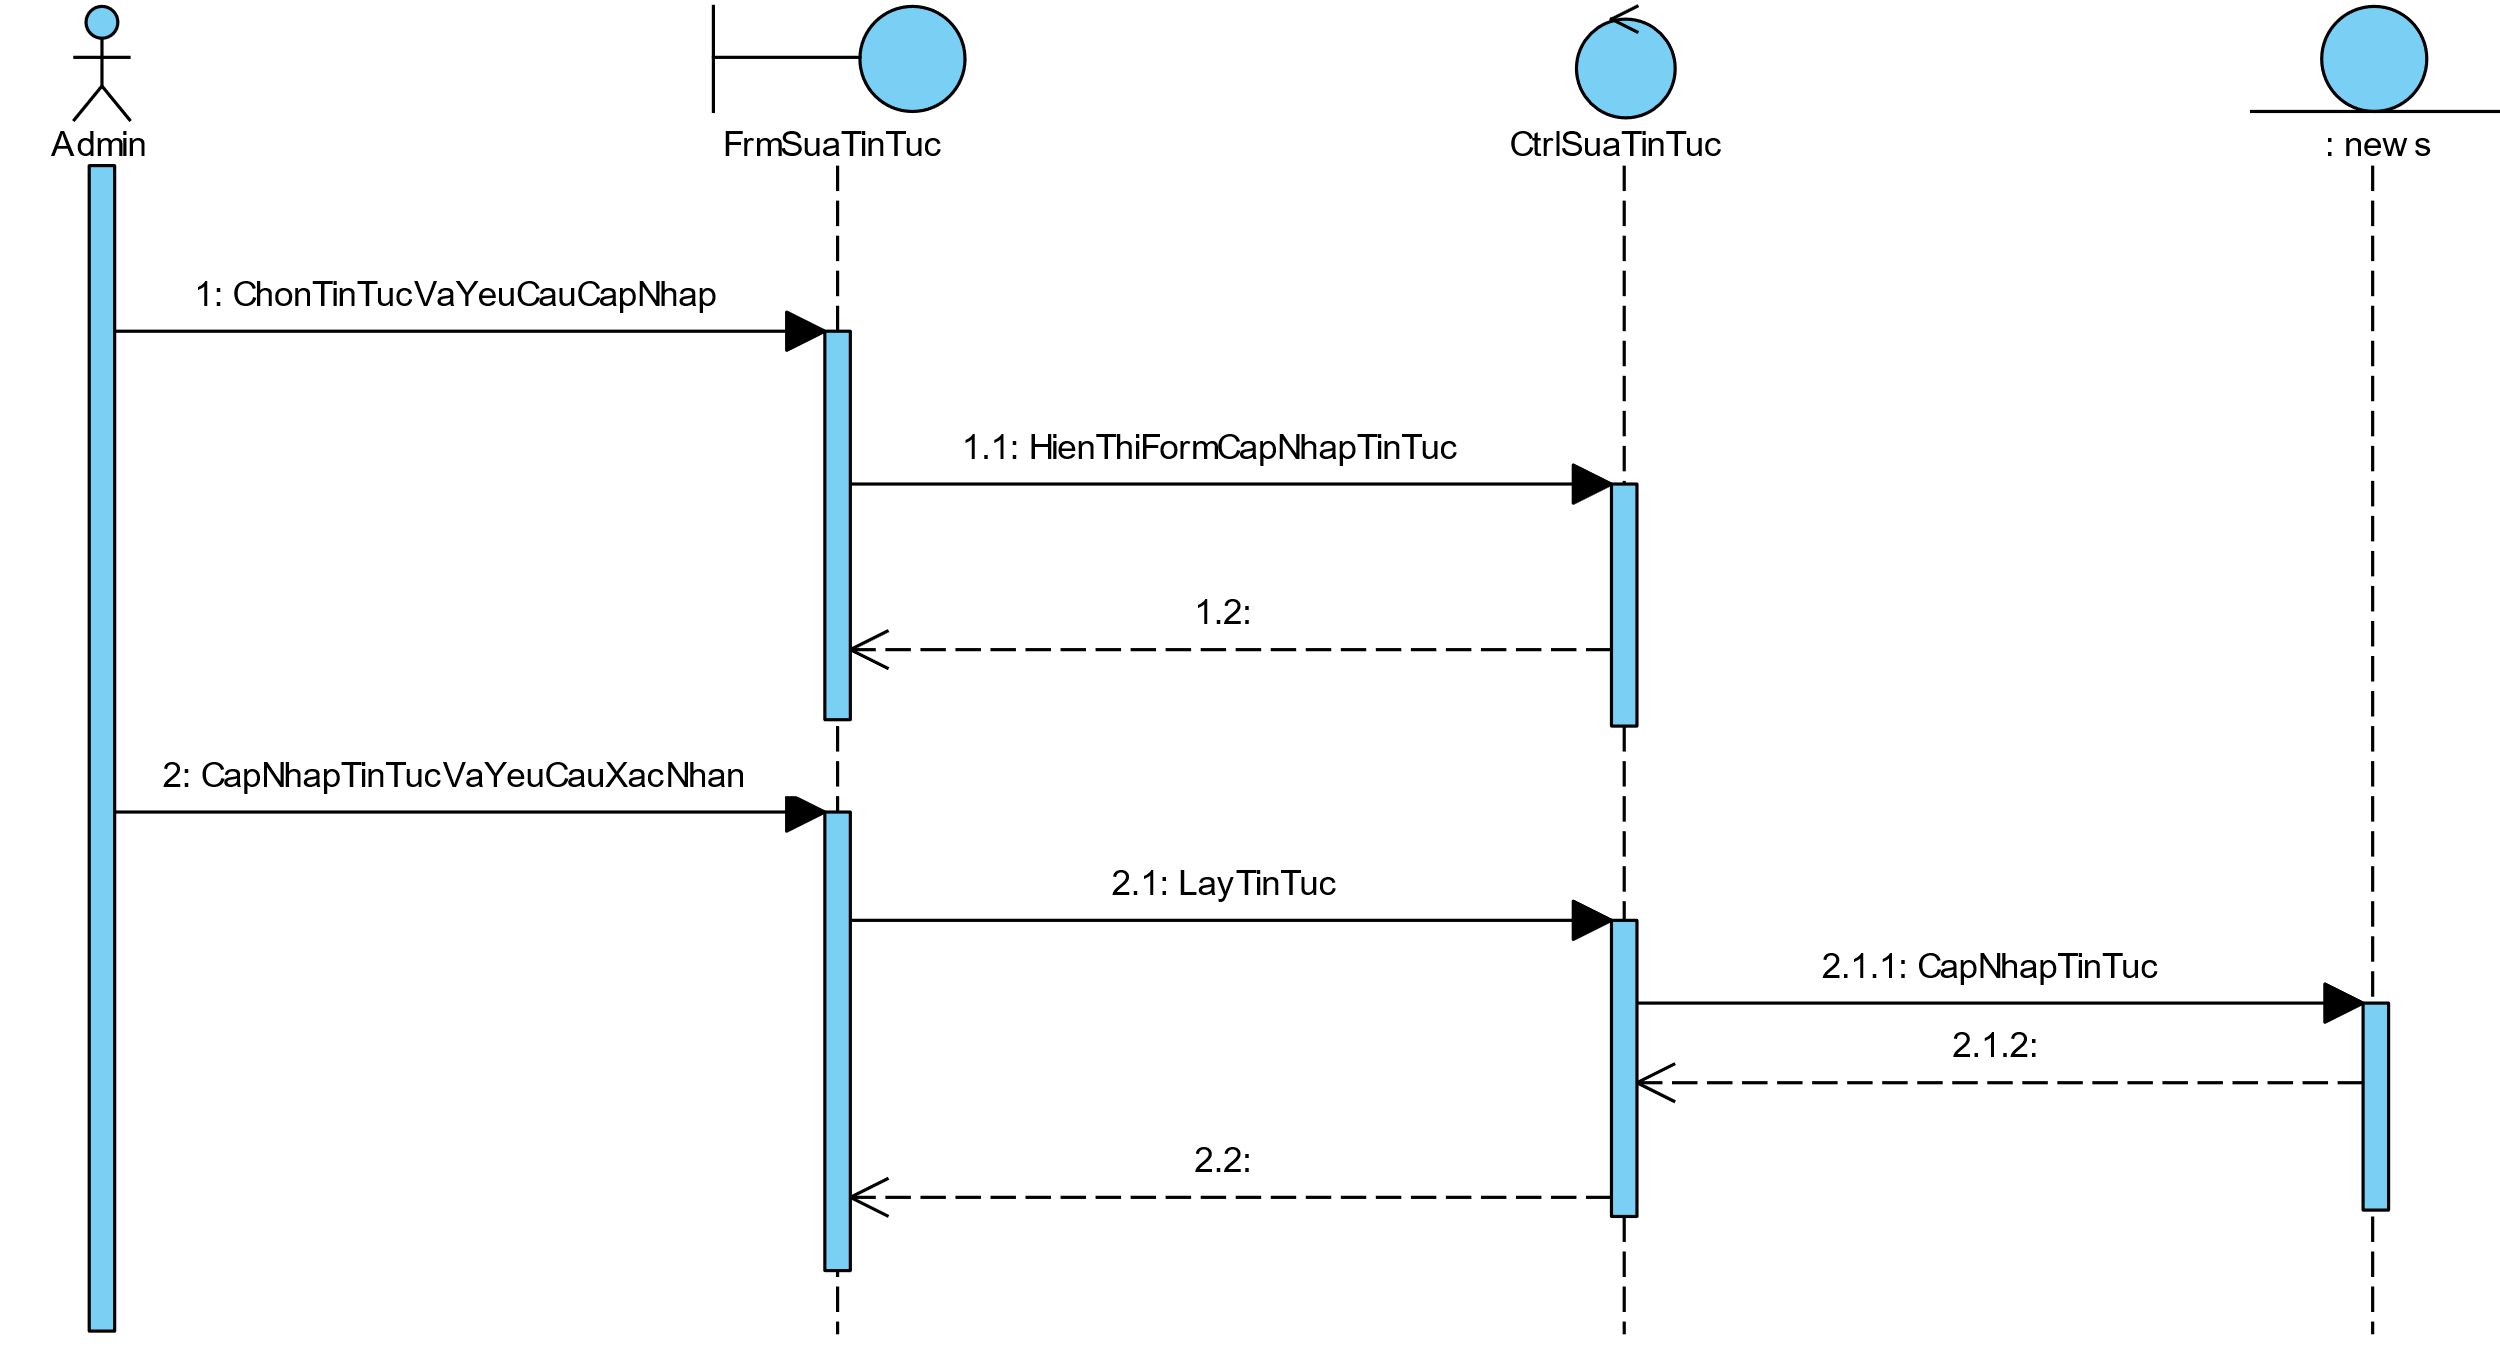 Admin
FrmSuaTinTuc
CtrlSuaTinTuc
: news
1: ChonTinTucVaYeuCauCapNhap
1.1: HienThiFormCapNhapTinTuc
1.2:
2: CapNhapTinTucVaYeuCauXacNhan
2.1: LayTinTuc
2.1.1: CapNhapTinTuc
2.1.2:
2.2: